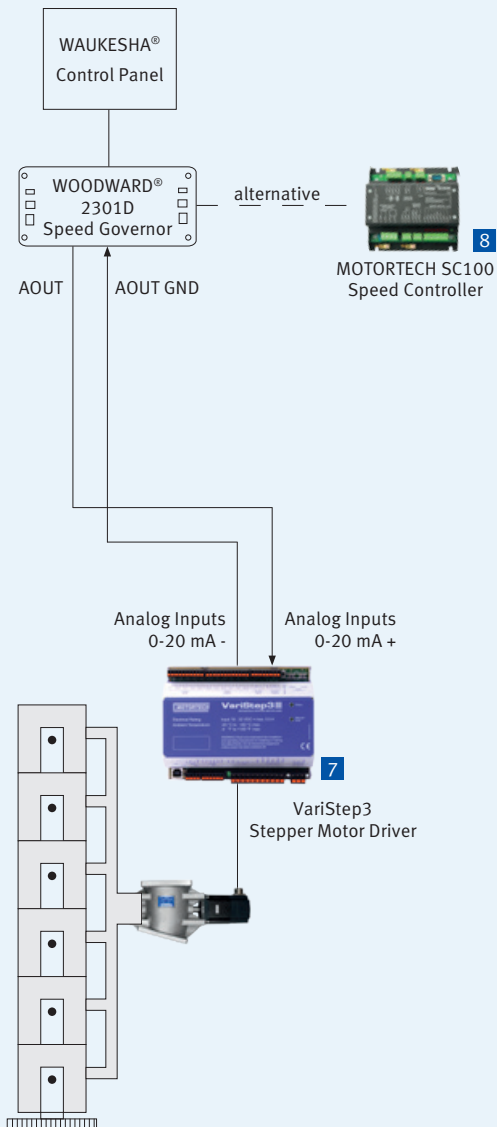 WAUKESHA®
Control Panel
WOODWARD®
2301D
Speed Governor
alternative
8
MOTORTECH SC100
Speed Controller
AOUT
AOUT GND
Analog Inputs
0-20 mA -
Analog Inputs
0-20 mA +
MOTORTECH
VariStep3
7
VariStep3
Stepper Motor Driver